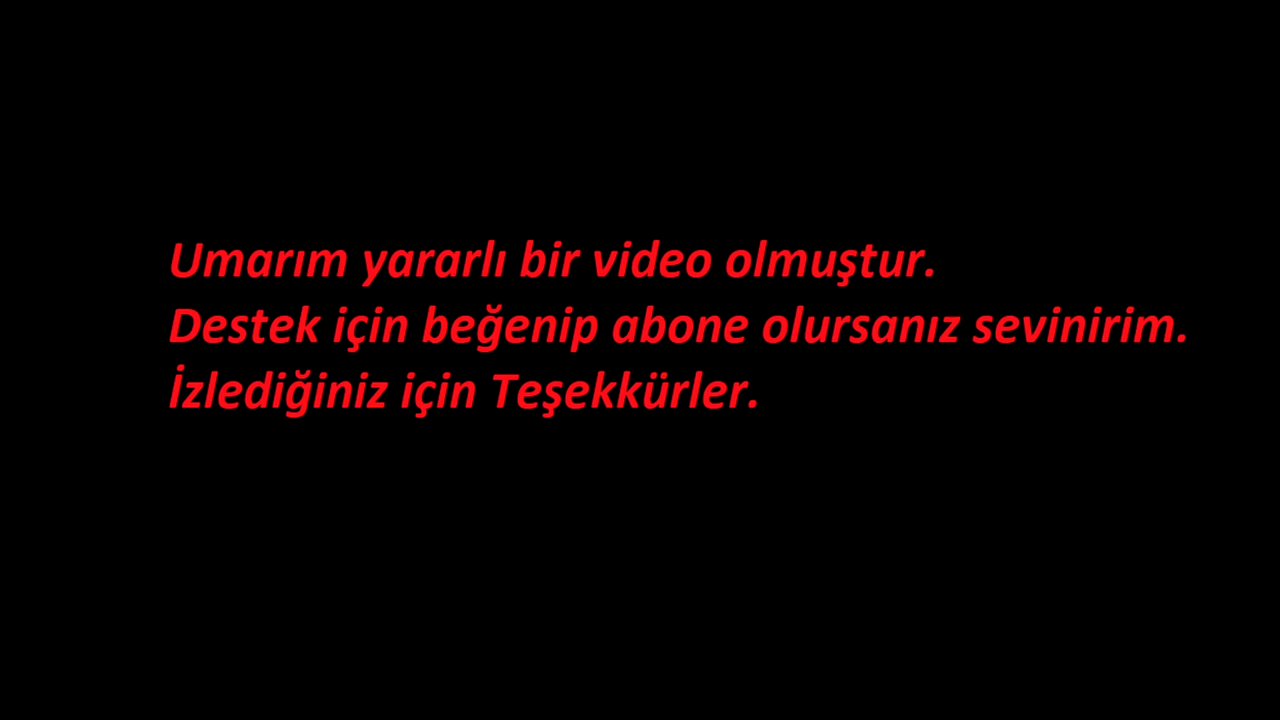 Umarım yararlı bir video olmuştur.
Destek için beğenip abone olursanız sevinirim.
İzlediğiniz için Teşekkürler.